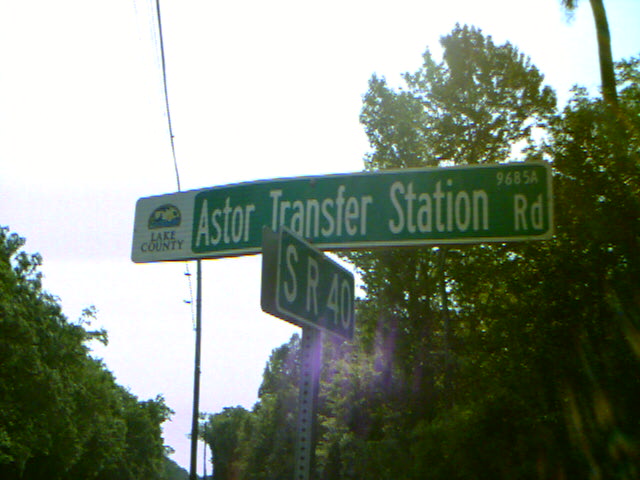 LAKE
COUNTY
Astor Transfer Station Rd
9685A
S R 40